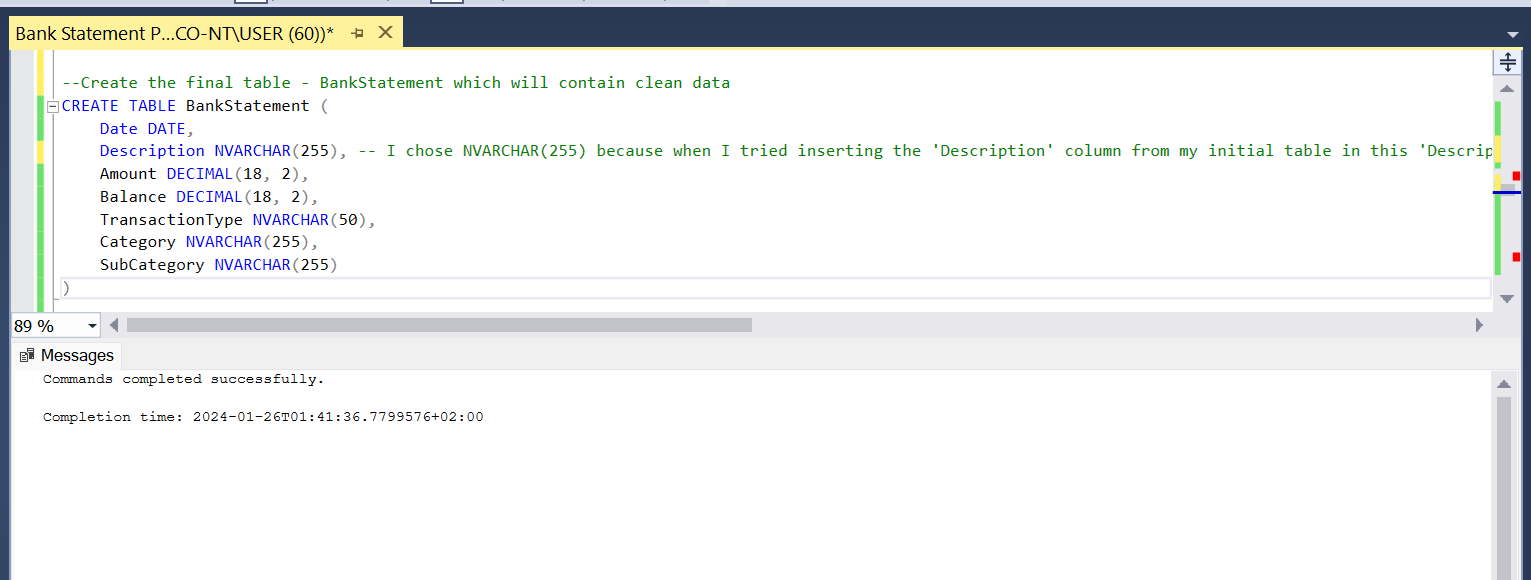 Bank Statement P...CO-NT\USER (60))*
--Create the final table - BankStatement which will contain clean data
CREATE TABLE BankStatement (
Date DATE,
Description NVARCHAR(255), -- I chose NVARCHAR(255) because when I tried inserting the 'Description' column from my initial table in this 'Descrip
Amount DECIMAL(18, 2),
Balance DECIMAL(18, 2),
TransactionType NVARCHAR(50),
Category NVARCHAR(255),
SubCategory NVARCHAR(255)
)
89 %
Messages
Commands completed successfully.
Completion time: 2024-01-26T01:41:36.7799576+02:00